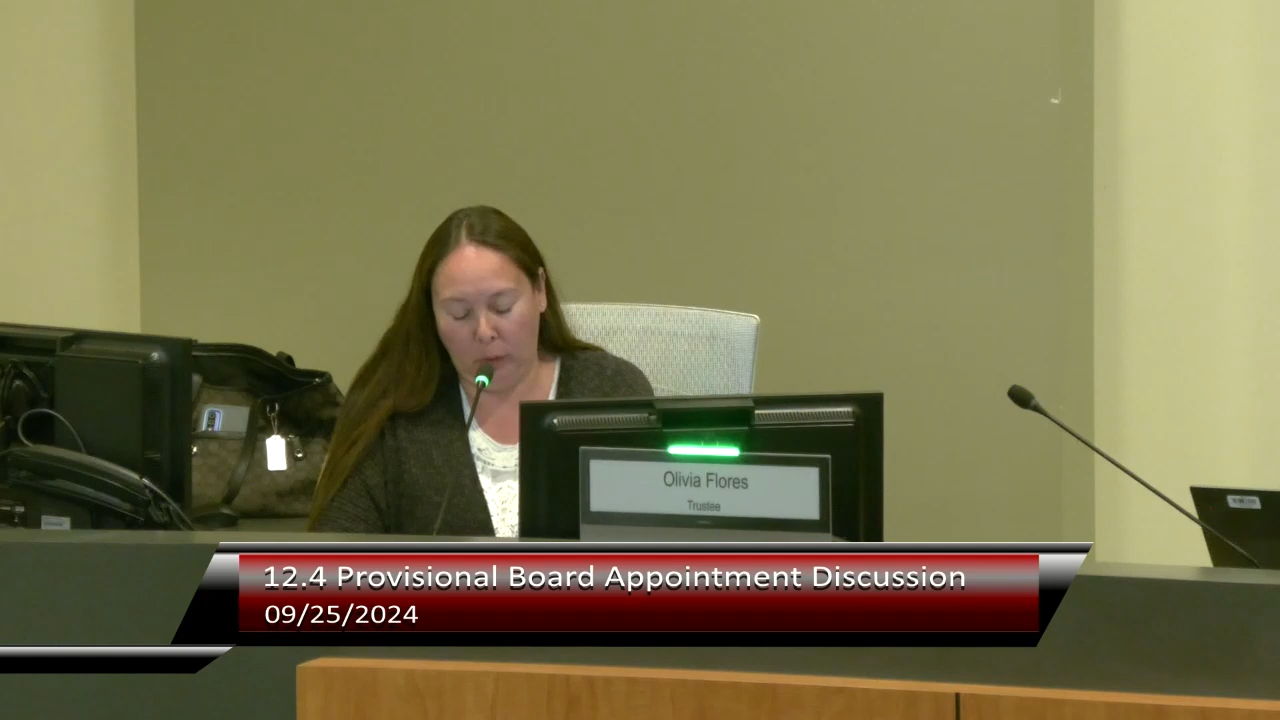 Olivia Flores
Trustee
12.4 Provisional Board Appointment Discussion
09/25/2024